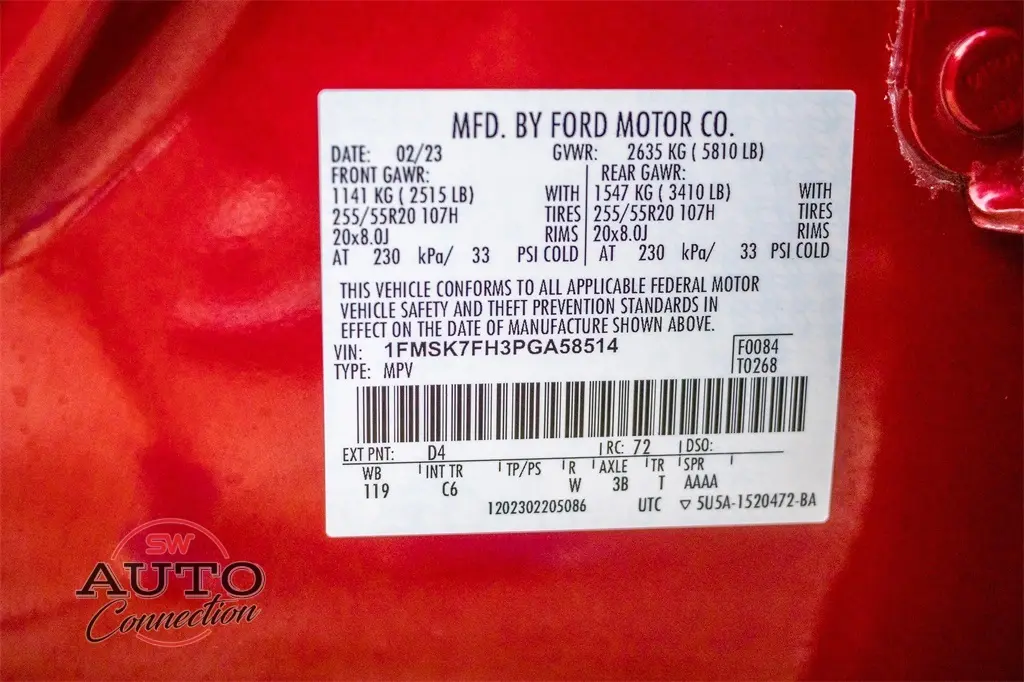 MFD. BY FORD MOTOR CO.
DATE: 02/23 GVWR: 2635 KG ( 5810 LB)
FRONT GAWR: REAR GAWR:
1141 KG ( 2515 LB) WITH 1547 KG ( 3410 LB) WITH
255/55R20 107H TIRES 255/55R20 107H TIRES
20x8.0J RIMS 20x8.0J RIMS
AT 230 kPa/ 33 PSI COLD AT 230 kPa/ 33 PSI COLD
THIS VEHICLE CONFORMS TO ALL APPLICABLE FEDERAL MOTOR
VEHICLE SAFETY AND THEFT PREVENTION STANDARDS IN
EFFECT ON THE DATE OF MANUFACTURE SHOWN ABOVE.
VIN: 1FMSK7FH3PGA58514 F0084
TYPE: MPV T0268
EXT PNT: D4 RC: 72 DSO:
WB INT TR TP/PS R AXLE TR SPR
119 C6 W 3B T AAAA
1202302205086 UTC ▽ 5U5A-1520472-BA
SW
AUTO
Connection